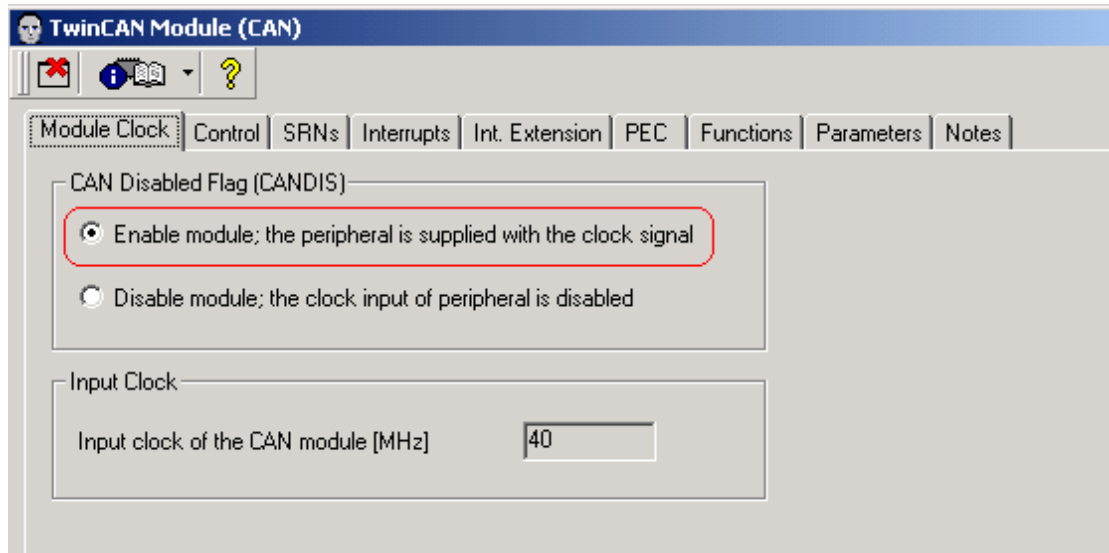 TwinCAN Module (CAN)
Module Clock Control SRNs Interrupts Int. Extension PEC Functions Parameters Notes
CAN Disabled Flag (CANDIS)
Enable module; the peripheral is supplied with the clock signal
Disable module; the clock input of peripheral is disabled
Input Clock
Input clock of the CAN module [MHz] 40